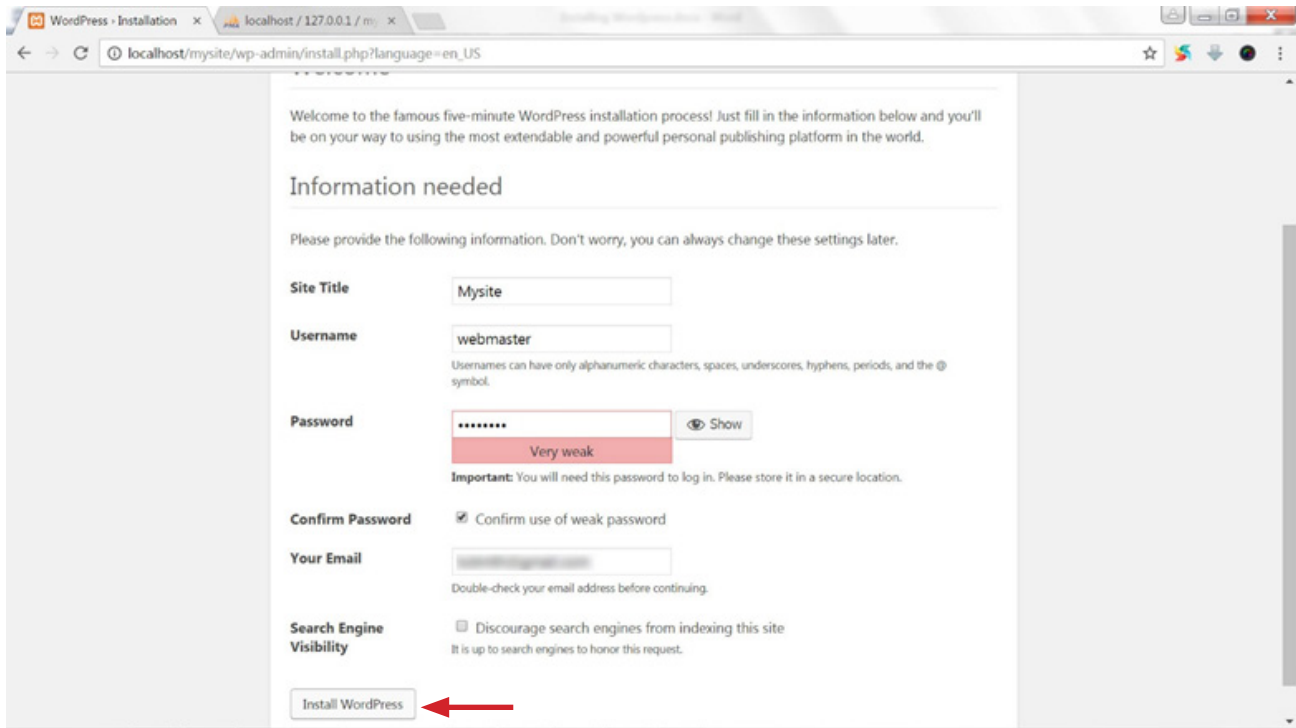 WordPress › Installation
localhost / 127.0.0.1 / m
localhost/mysite/wp-admin/install.php?language=en_US
Welcome
Welcome to the famous five-minute WordPress installation process! Just fill in the information below and you'll
be on your way to using the most extendable and powerful personal publishing platform in the world.
Information needed
Please provide the following information. Don't worry, you can always change these settings later.
Site Title
Mysite
Username
webmaster
Usernames can have only alphanumeric characters, spaces, underscores, hyphens, periods, and the @
symbol.
Password
Show
Very weak
Important: You will need this password to log in. Please store it in a secure location.
Confirm Password
Confirm use of weak password
Your Email
Double-check your email address before continuing.
Search Engine
Visibility
Discourage search engines from indexing this site
It is up to search engines to honor this request.
Install WordPress